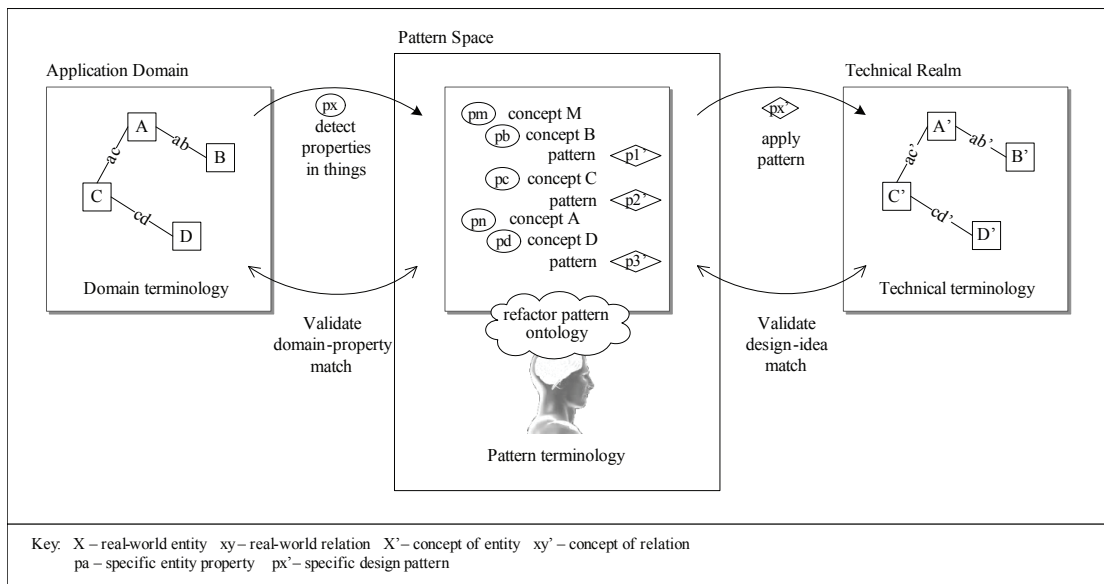 Pattern Space
Application Domain
Technical Realm
A
ab
B
ac
C
cd
D
Domain terminology
px
detect
properties
in things
Validate
domain-property
match
pm concept M
pb concept B
pattern p1’
pc concept C
pattern p2’
pn concept A
pd concept D
pattern p3’
refactor pattern
ontology
Pattern terminology
px’
apply
pattern
Validate
design-idea
match
A’
ab’
B’
ac’
C’
cd’
D’
Technical terminology
Key: X – real-world entity xy – real-world relation X’ – concept of entity xy’ – concept of relation
pa – specific entity property px’ – specific design pattern